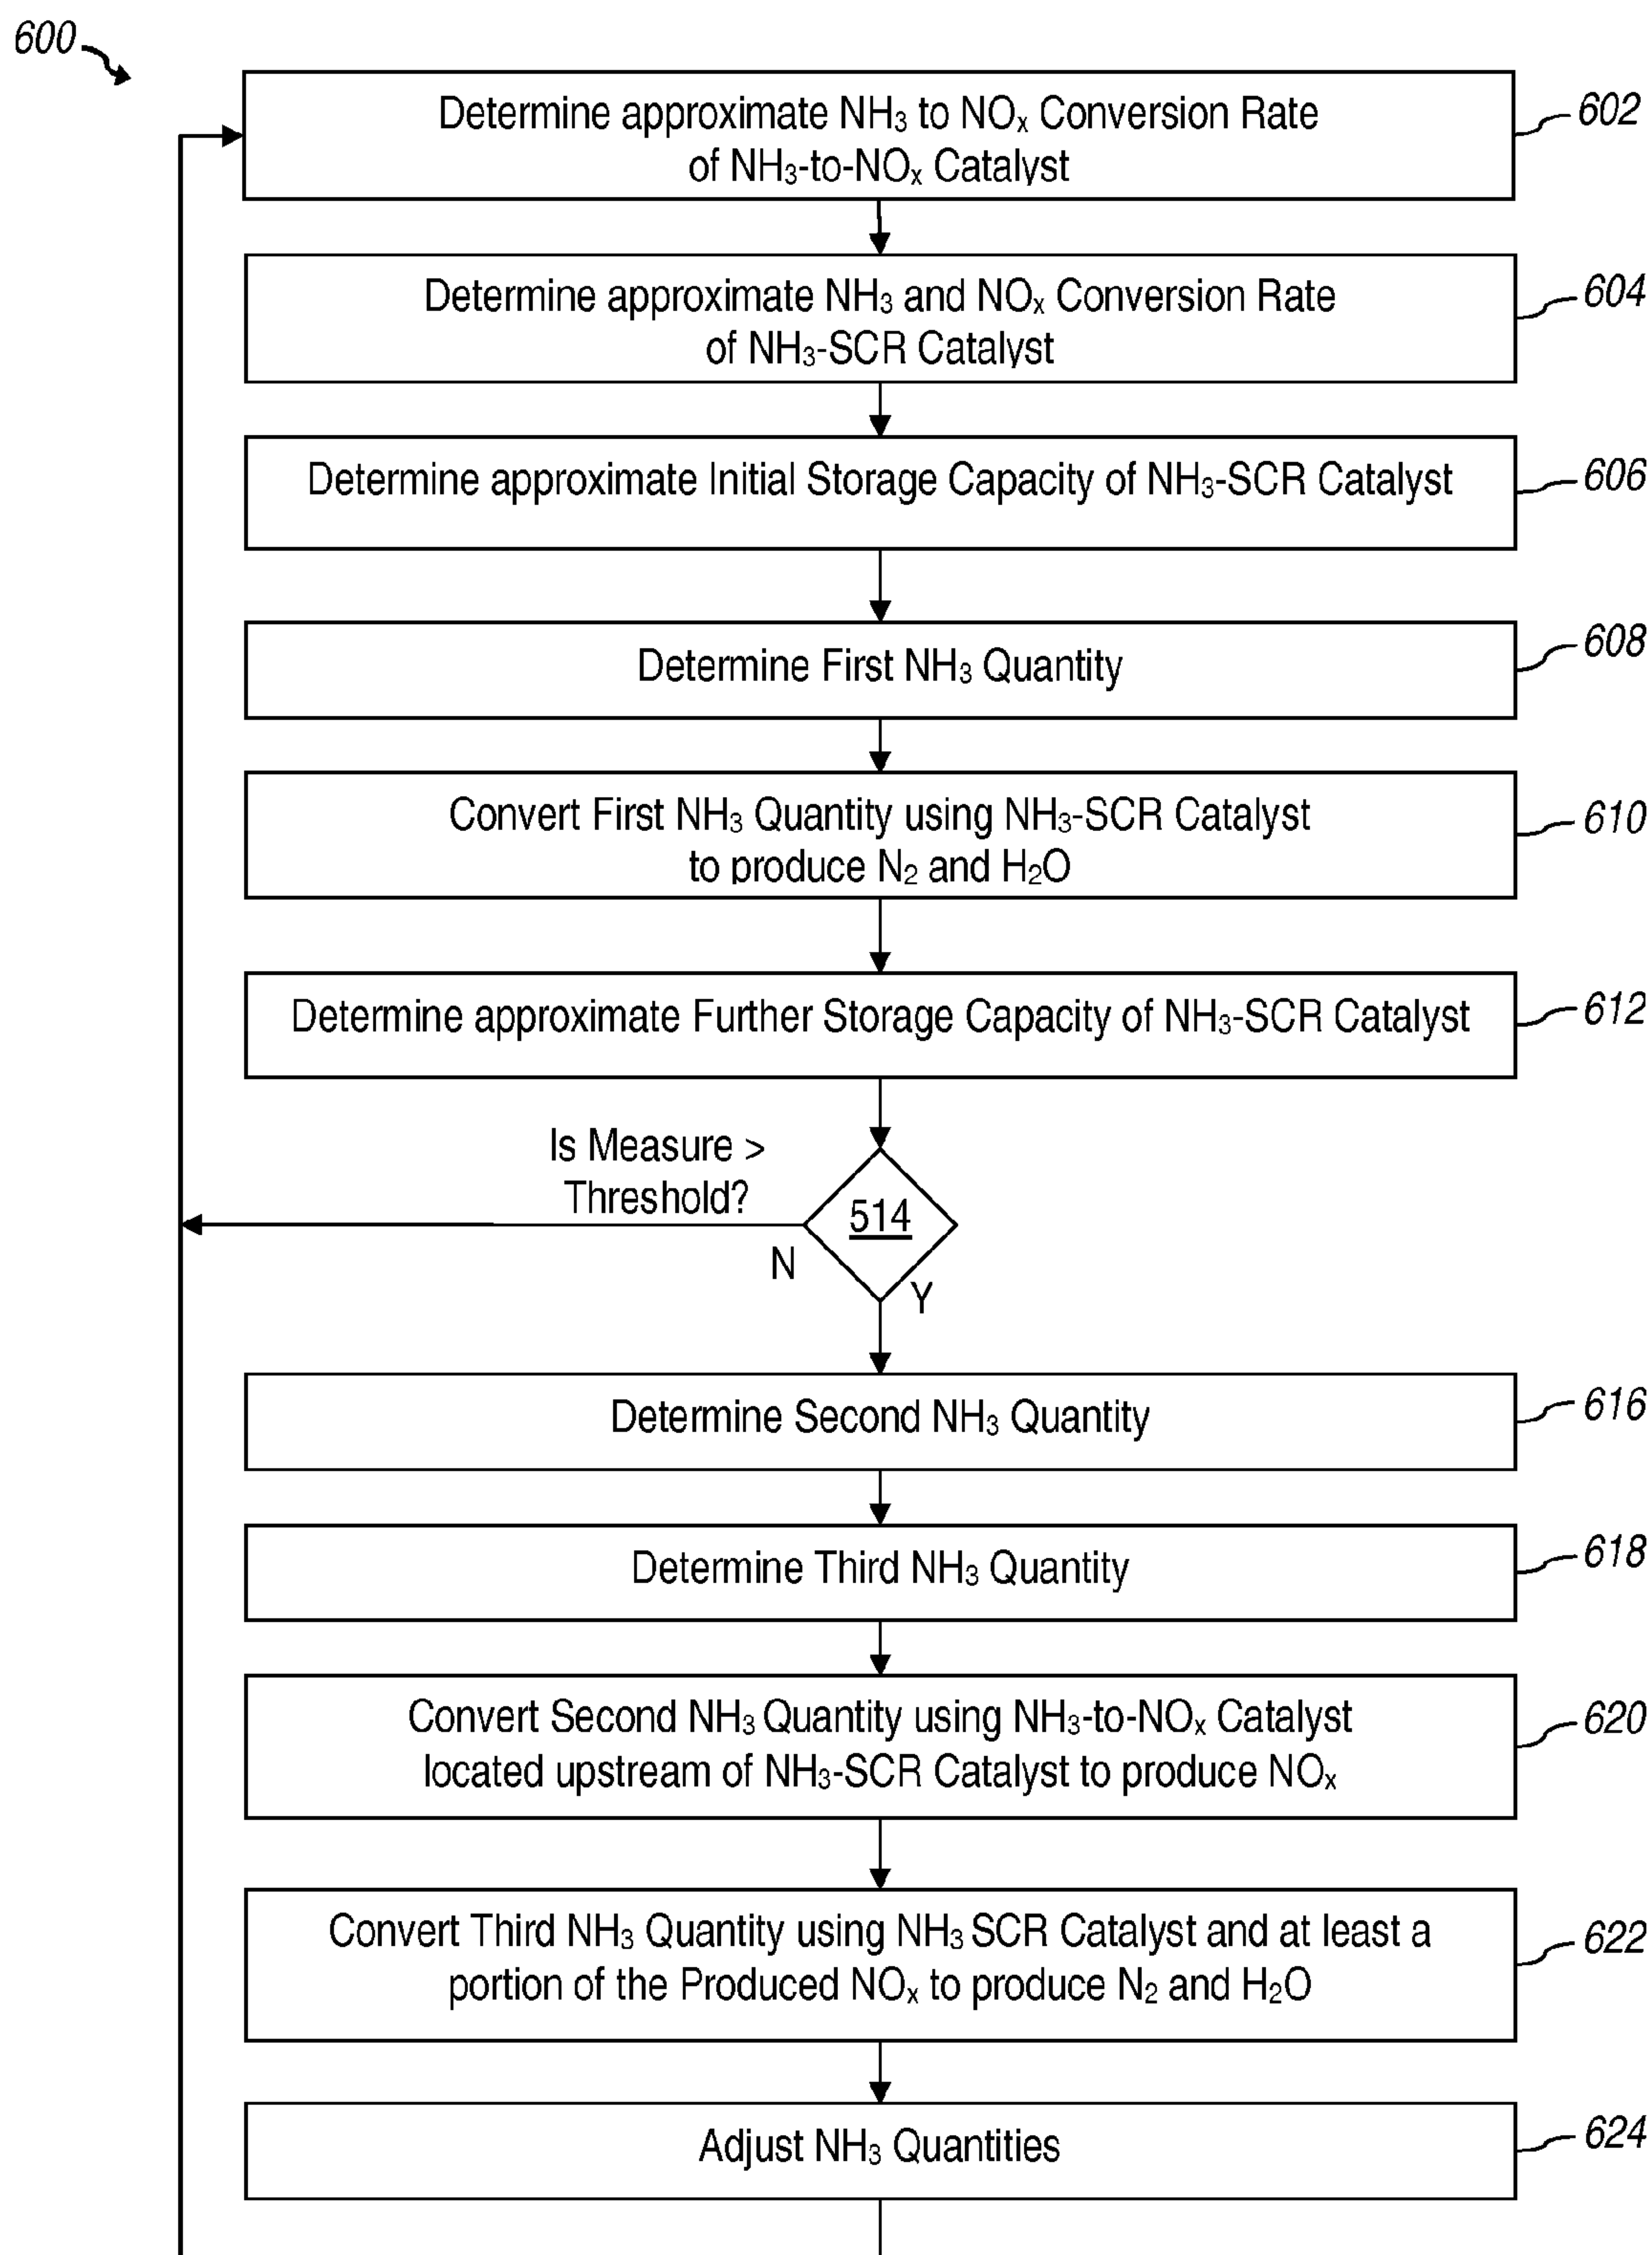 600
Determine approximate NH₃ to NOₓ Conversion Rate
of NH₃-to-NOₓ Catalyst
602
Determine approximate NH₃ and NOₓ Conversion Rate
of NH₃-SCR Catalyst
604
Determine approximate Initial Storage Capacity of NH₃-SCR Catalyst
606
Determine First NH₃ Quantity
608
Convert First NH₃ Quantity using NH₃-SCR Catalyst
to produce N₂ and H₂O
610
Determine approximate Further Storage Capacity of NH₃-SCR Catalyst
612
Is Measure >
Threshold?
514
N
Y
Determine Second NH₃ Quantity
616
Determine Third NH₃ Quantity
618
Convert Second NH₃ Quantity using NH₃-to-NOₓ Catalyst
located upstream of NH₃-SCR Catalyst to produce NOₓ
620
Convert Third NH₃ Quantity using NH₃ SCR Catalyst and at least a
portion of the Produced NOₓ to produce N₂ and H₂O
622
Adjust NH₃ Quantities
624